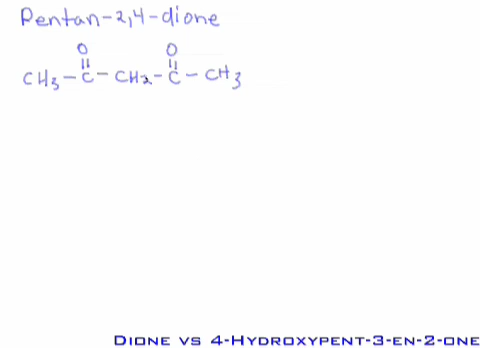 Pentan-2,4-dione
O O
CH3-C-CH2-C-CH3
Dione vs 4-Hydroxypent-3-en-2-one